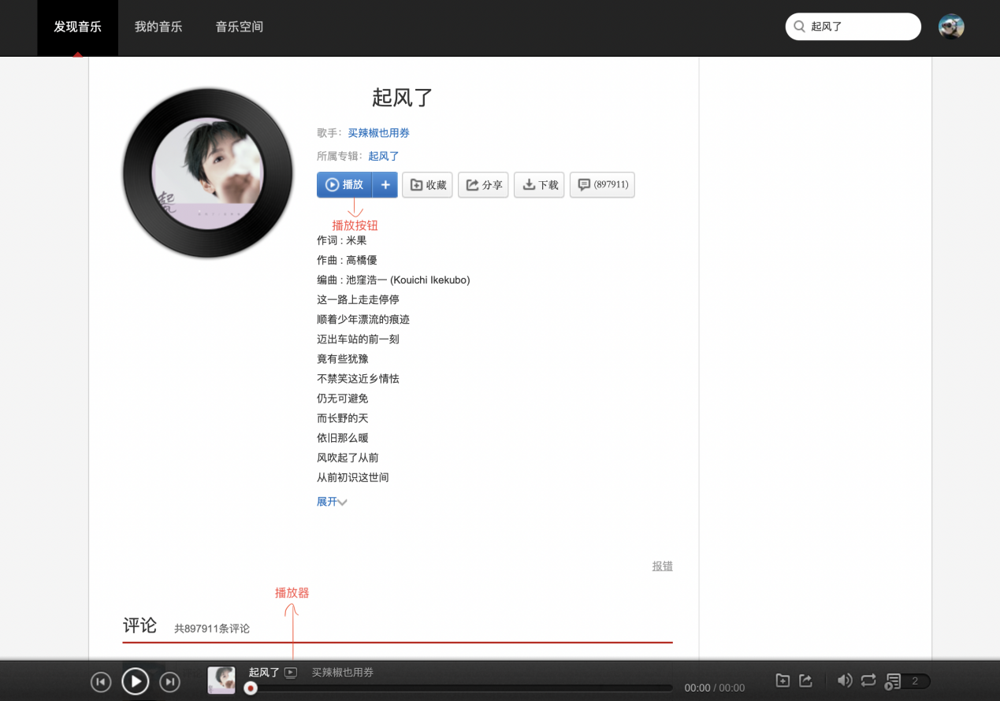 发现音乐 我的音乐 音乐空间 起风了
起风了
歌手: 买辣椒也用券
所属专辑: 起风了
播放 + 收藏 分享 下载 (897911)
播放按钮
作词 : 米果
作曲 : 高橋優
编曲 : 池窪浩一 (Kouichi Ikekubo)
这一路上走走停停
顺着少年漂流的痕迹
迈出车站的前一刻
竟有些犹豫
不禁笑这近乡情怯
仍无可避免
而长野的天
依旧那么暖
风吹起了从前
从前初识这世间
展开
报错
播放器
评论 共897911条评论
起风了 买辣椒也用券
00:00 / 00:00 2